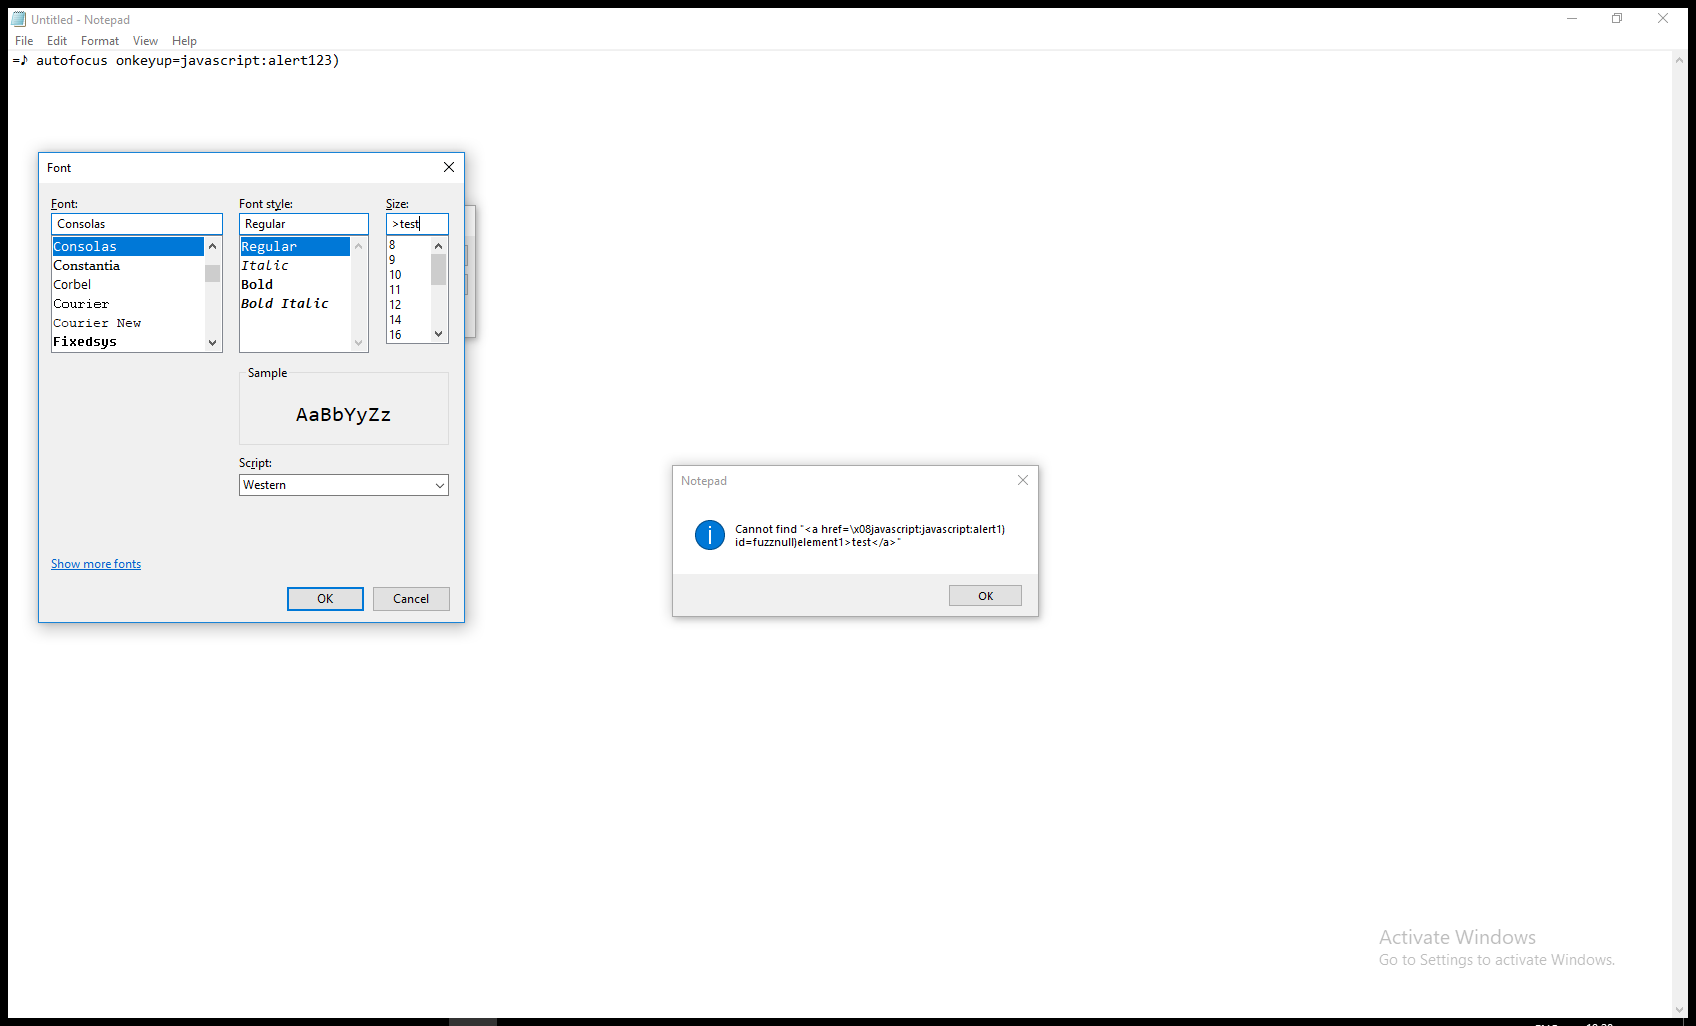 Untitled - Notepad
File Edit Format View Help
=♪ autofocus onkeyup=javascript:alert123)
Font
Font: Font style: Size:
Consolas Regular >test
Consolas
Constantia
Corbel
Courier
Courier New
Fixedsys
Regular
Italic
Bold
Bold Italic
8
9
10
11
12
14
16
Sample
AaBbYyZz
Script:
Western
Show more fonts
OK Cancel
Notepad
Cannot find "<a href=\x08javascript:javascript:alert1)
id=fuzznull)element1>test</a>"
OK
Activate Windows
Go to Settings to activate Windows.